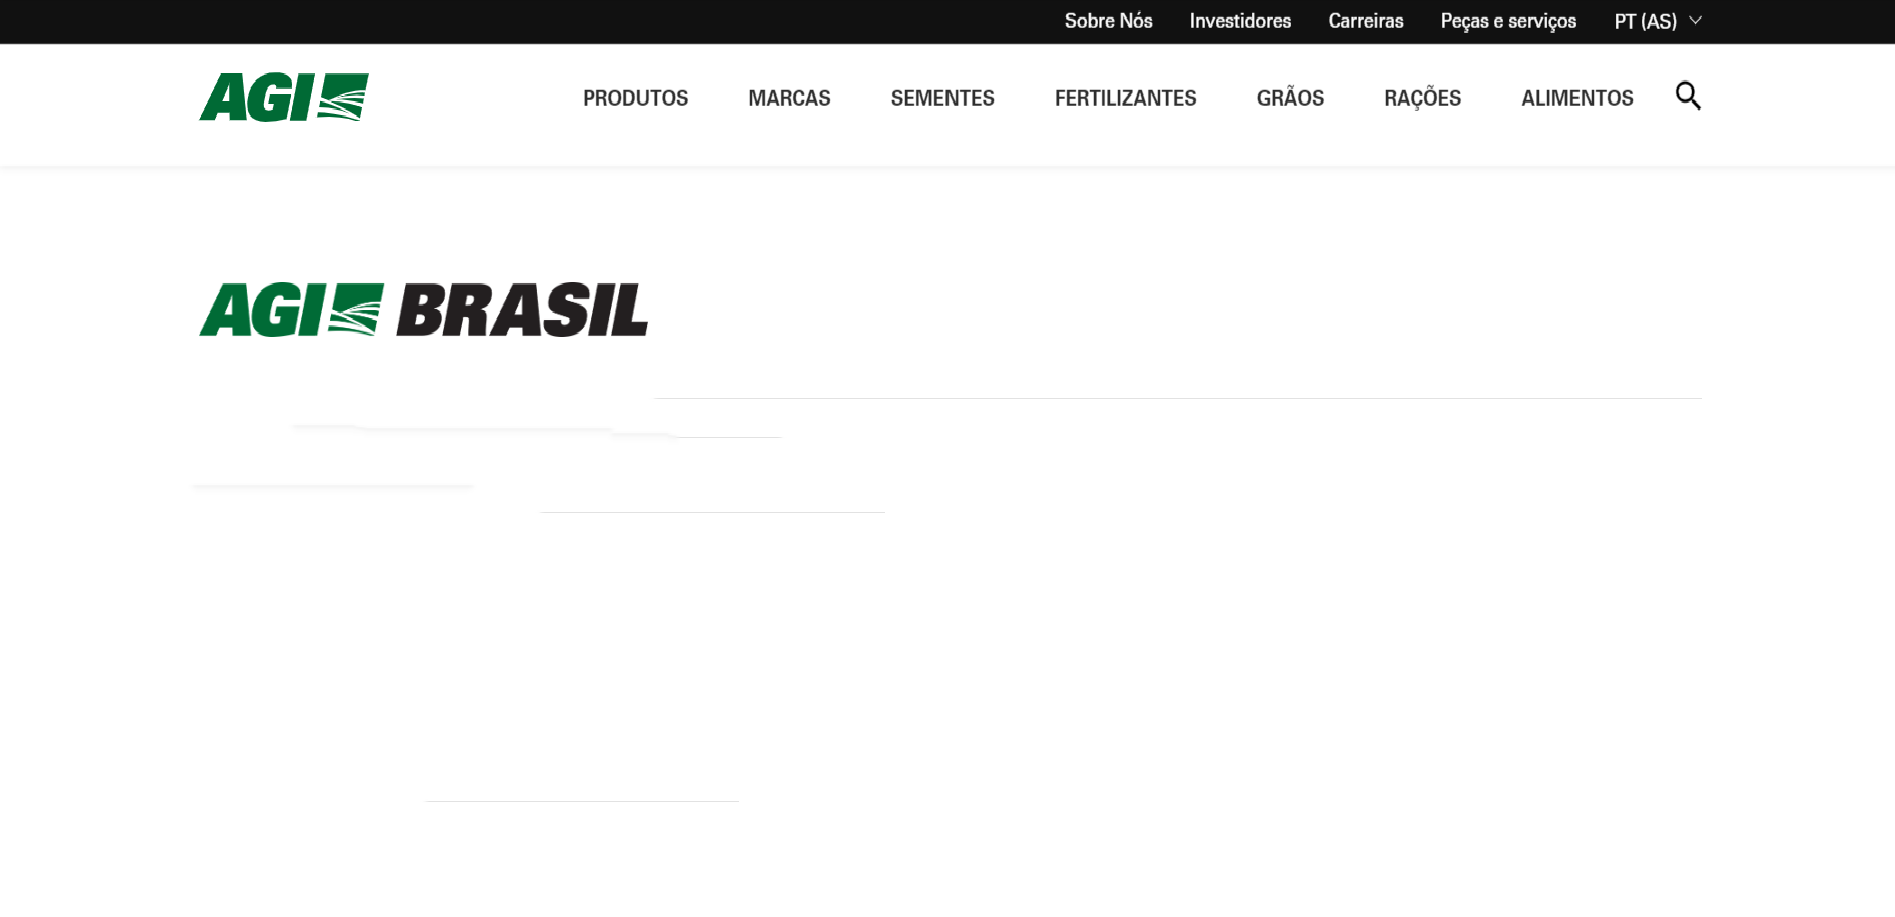 Sobre Nós Investidores Carreiras Peças e serviços PT (AS)
AGI PRODUTOS MARCAS SEMENTES FERTILIZANTES GRÃOS RAÇÕES ALIMENTOS
AGI BRASIL